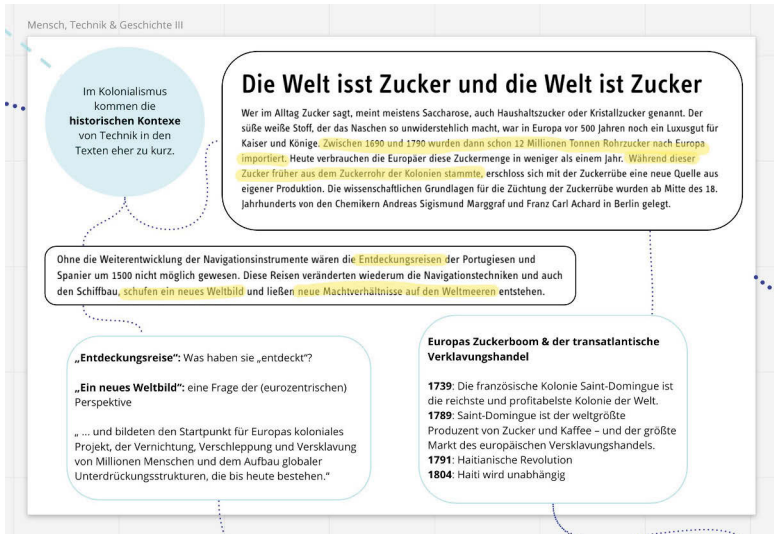 Mensch, Technik & Geschichte III
Im Kolonialismus
kommen die
historischen Kontexe
von Technik in den
Texten eher zu kurz.
Die Welt isst Zucker und die Welt ist Zucker
Wer im Alltag Zucker sagt, meint meistens Saccharose, auch Haushaltszucker oder Kristallzucker genannt. Der
süße weiße Stoff, der das Naschen so unwiderstehlich macht, war in Europa vor 500 Jahren noch ein Luxusgut für
Kaiser und Könige. Zwischen 1690 und 1790 wurden dann schon 12 Millionen Tonnen Rohrzucker nach Europa
importiert. Heute verbrauchen die Europäer diese Zuckermenge in weniger als einem Jahr. Während dieser
Zucker früher aus dem Zuckerrohr der Kolonien stammte, erschloss sich mit der Zuckerrübe eine neue Quelle aus
eigener Produktion. Die wissenschaftlichen Grundlagen für die Züchtung der Zuckerrübe wurden ab Mitte des 18.
Jahrhunderts von den Chemikern Andreas Sigismund Marggraf und Franz Carl Achard in Berlin gelegt.
Ohne die Weiterentwicklung der Navigationsinstrumente wären die Entdeckungsreisen der Portugiesen und
Spanier um 1500 nicht möglich gewesen. Diese Reisen veränderten wiederum die Navigationstechniken und auch
den Schiffbau, schufen ein neues Weltbild und ließen neue Machtverhältnisse auf den Weltmeeren entstehen.
„Entdeckungsreise“: Was haben sie „entdeckt“?
„Ein neues Weltbild“: eine Frage der (eurozentrischen)
Perspektive
„ ... und bildeten den Startpunkt für Europas koloniales
Projekt, der Vernichtung, Verschleppung und Versklavung
von Millionen Menschen und dem Aufbau globaler
Unterdrückungsstrukturen, die bis heute bestehen.“
Europas Zuckerboom & der transatlantische
Verklavungshandel
1739: Die französische Kolonie Saint-Domingue ist
die reichste und profitabelste Kolonie der Welt.
1789: Saint-Domingue ist der weltgrößte
Produzent von Zucker und Kaffee – und der größte
Markt des europäischen Versklavungshandels.
1791: Haitianische Revolution
1804: Haiti wird unabhängig